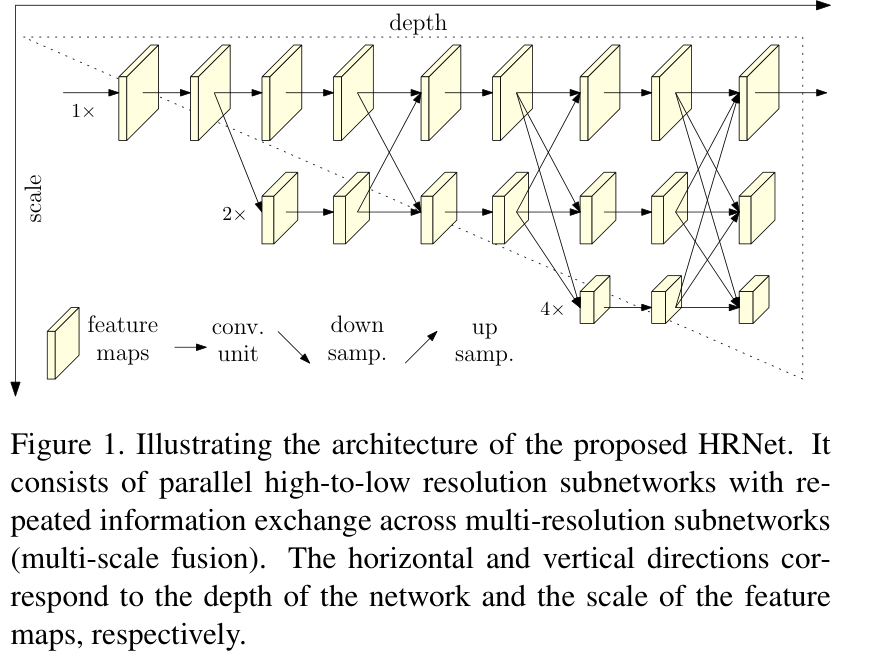 depth
1×
scale
2×
4×
feature
maps
conv.
unit
down
samp.
up
samp.
Figure 1. Illustrating the architecture of the proposed HRNet. It
consists of parallel high-to-low resolution subnetworks with re-
peated information exchange across multi-resolution subnetworks
(multi-scale fusion). The horizontal and vertical directions cor-
respond to the depth of the network and the scale of the feature
maps, respectively.